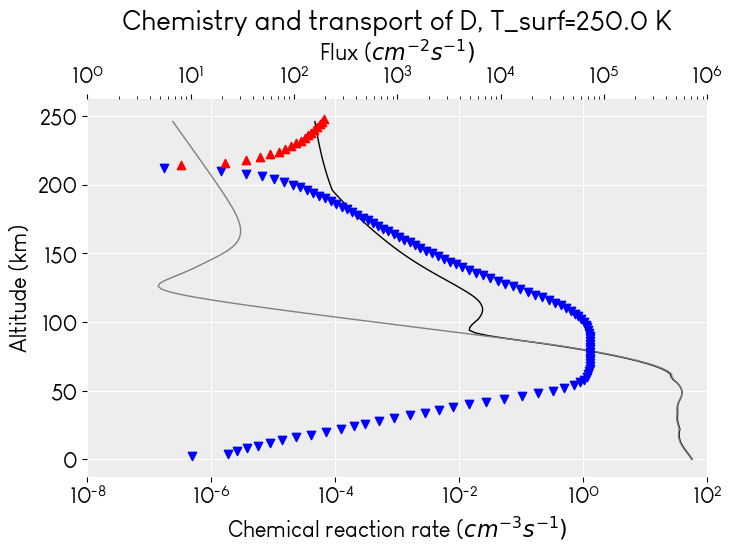 Chemistry and transport of D, T_surf=250.0 K
Flux (cm⁻²s⁻¹)
10⁰ 10¹ 10² 10³ 10⁴ 10⁵ 10⁶
250
200
150
100
50
0
Altitude (km)
10⁻⁸ 10⁻⁶ 10⁻⁴ 10⁻² 10⁰ 10²
Chemical reaction rate (cm⁻³s⁻¹)